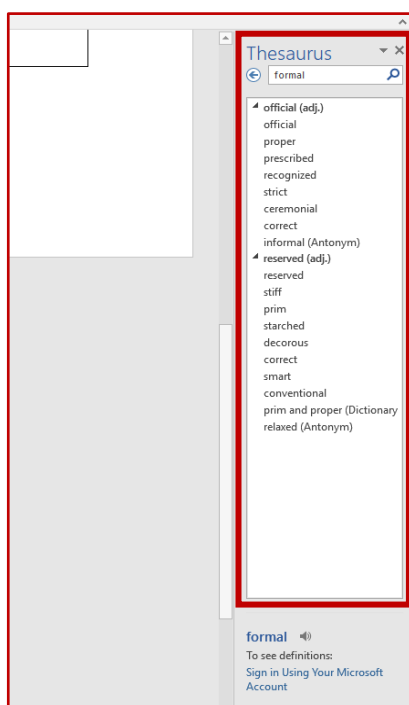 Thesaurus
formal
official (adj.)
official
proper
prescribed
recognized
strict
ceremonial
correct
informal (Antonym)
reserved (adj.)
reserved
stiff
prim
starched
decorous
correct
smart
conventional
prim and proper (Dictionary
relaxed (Antonym)
formal
To see definitions:
Sign in Using Your Microsoft
Account